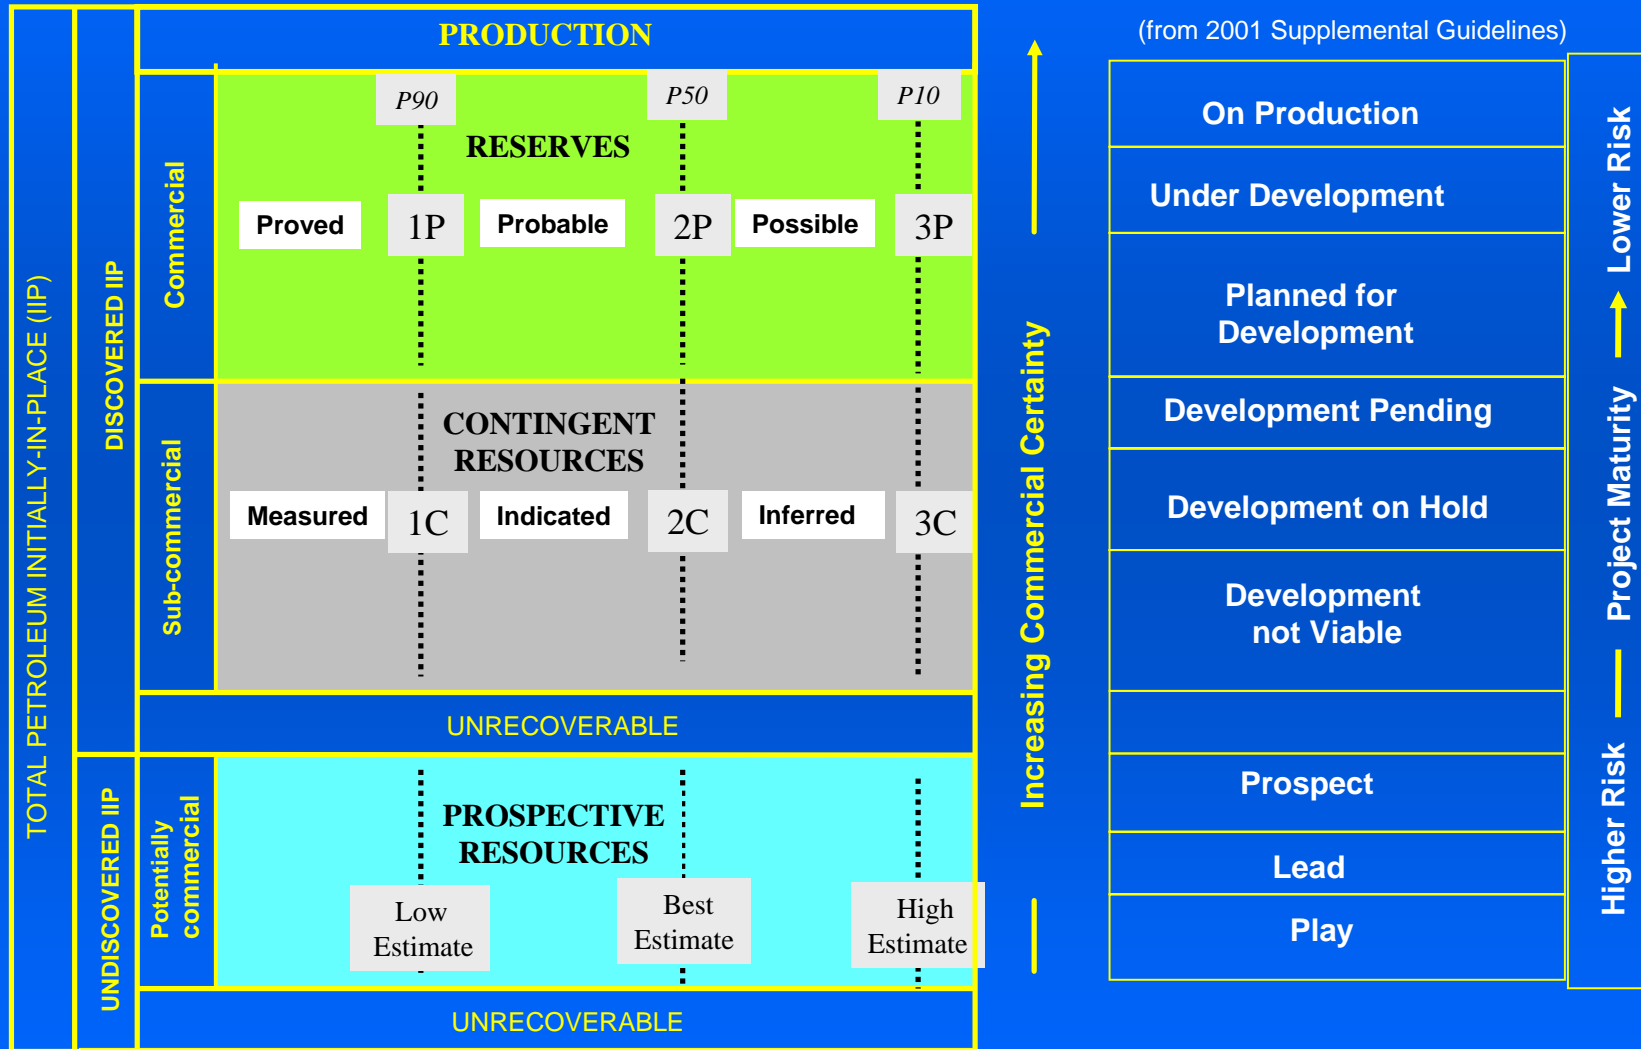 TOTAL PETROLEUM INITIALLY-IN-PLACE (IIP)
DISCOVERED IIP
UNDISCOVERED IIP
PRODUCTION
Commercial
P90
P50
P10
RESERVES
Proved
1P
Probable
2P
Possible
3P
Sub-commercial
CONTINGENT
RESOURCES
Measured
1C
Indicated
2C
Inferred
3C
UNRECOVERABLE
Potentially
commercial
PROSPECTIVE
RESOURCES
Low
Estimate
Best
Estimate
High
Estimate
UNRECOVERABLE
Increasing Commercial Certainty
(from 2001 Supplemental Guidelines)
On Production
Under Development
Planned for
Development
Development Pending
Development on Hold
Development
not Viable
Prospect
Lead
Play
Higher Risk
Project Maturity
Lower Risk